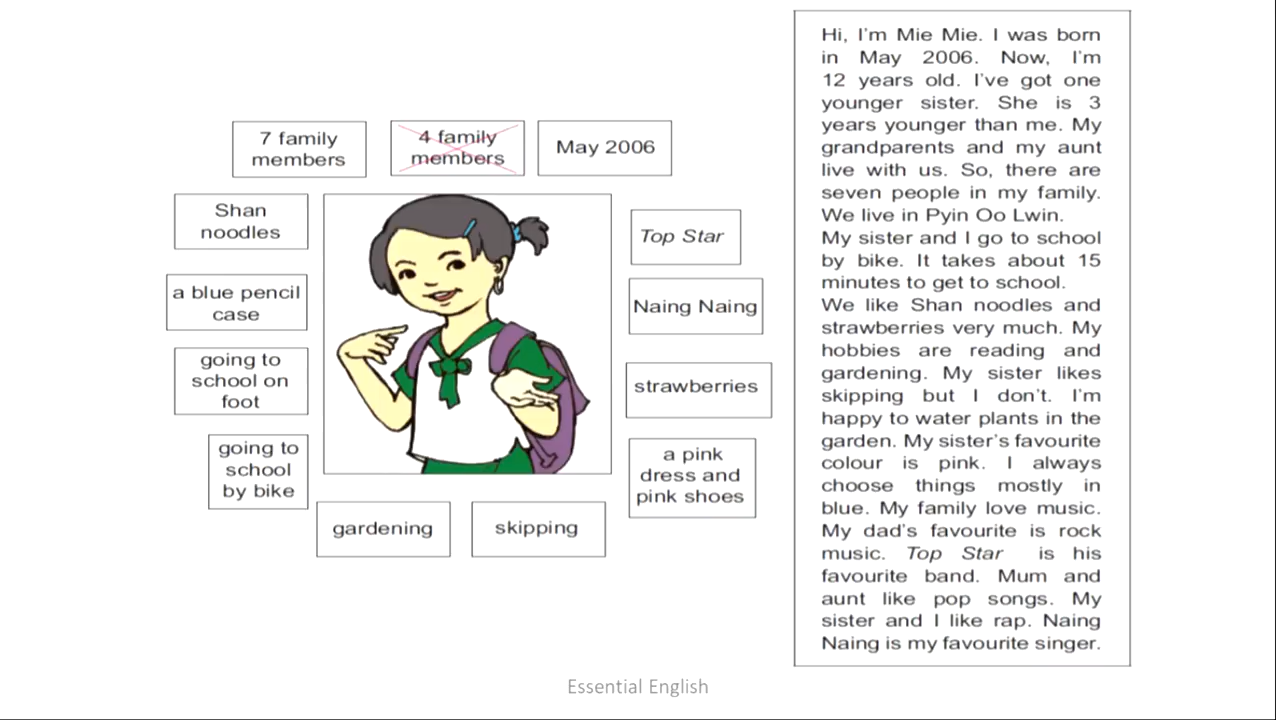 7 family
members
4 family
members
May 2006
Shan
noodles
Top Star
a blue pencil
case
Naing Naing
going to
school on
foot
strawberries
going to
school
by bike
a pink
dress and
pink shoes
gardening
skipping
Hi, I'm Mie Mie. I was born
in May 2006. Now, I'm
12 years old. I've got one
younger sister. She is 3
years younger than me. My
grandparents and my aunt
live with us. So, there are
seven people in my family.
We live in Pyin Oo Lwin.
My sister and I go to school
by bike. It takes about 15
minutes to get to school.
We like Shan noodles and
strawberries very much. My
hobbies are reading and
gardening. My sister likes
skipping but I don't. I'm
happy to water plants in the
garden. My sister's favourite
colour is pink. I always
choose things mostly in
blue. My family love music.
My dad's favourite is rock
music. Top Star is his
favourite band. Mum and
aunt like pop songs. My
sister and I like rap. Naing
Naing is my favourite singer.
Essential English